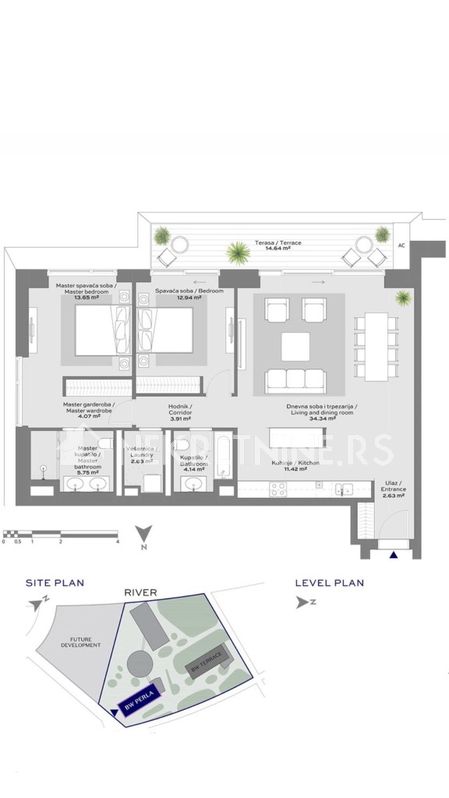 Terasa / Terrace
14.64 m²
AC
Master spavaća soba /
Master bedroom
13.65 m²
Spavaća soba / Bedroom
12.94 m²
Master garderoba /
Master wardrobe
4.07 m²
Hodnik /
Corridor
3.91 m²
Dnevna soba i trpezarija /
Living and dining room
34.34 m²
Master
kupatilo /
Master
bathroom
5.75 m²
Vešernica /
Laundry
2.63 m²
Kupatilo /
Bathroom
4.14 m²
Kuhinja / Kitchen
11.42 m²
Ulaz /
Entrance
2.63 m²
NEKRETNINE.RS
0 0.5 1 2 4
N
SITE PLAN
N
RIVER
LEVEL PLAN
N
FUTURE
DEVELOPMENT
BW TERRACE
BW PERLA